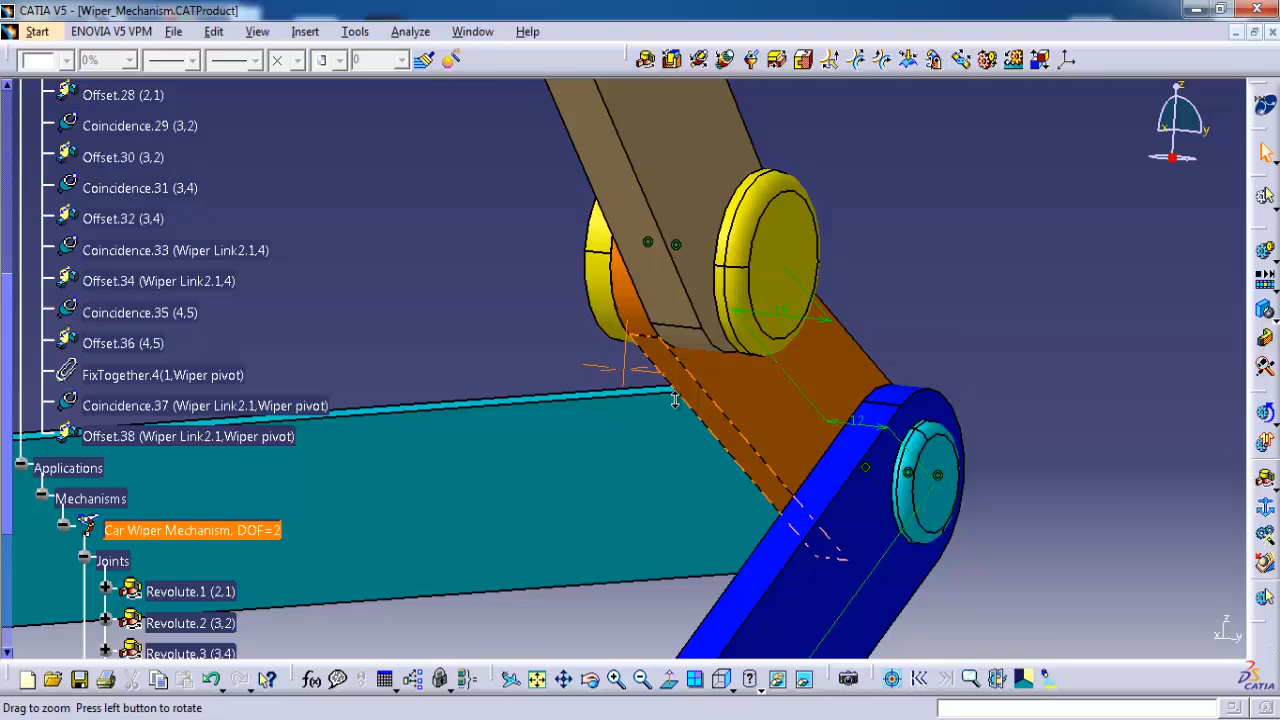 CATIA V5 - [Wiper_Mechanism.CATProduct]
Start ENOVIA V5 VPM File Edit View Insert Tools Analyze Window Help
0% 0
Offset.28 (2,1)
Coincidence.29 (3,2)
Offset.30 (3,2)
Coincidence.31 (3,4)
Offset.32 (3,4)
Coincidence.33 (Wiper Link2.1,4)
Offset.34 (Wiper Link2.1,4)
Coincidence.35 (4,5)
Offset.36 (4,5)
FixTogether.4(1,Wiper pivot)
Coincidence.37 (Wiper Link2.1,Wiper pivot)
Offset.38 (Wiper Link2.1,Wiper pivot)
Applications
Mechanisms
Car Wiper Mechanism, DOF=2
Joints
Revolute.1 (2,1)
Revolute.2 (3,2)
Revolute.3 (3,4)
19
12
z
x
y
z
x
y
f(x)
DS CATIA
Drag to zoom Press left button to rotate